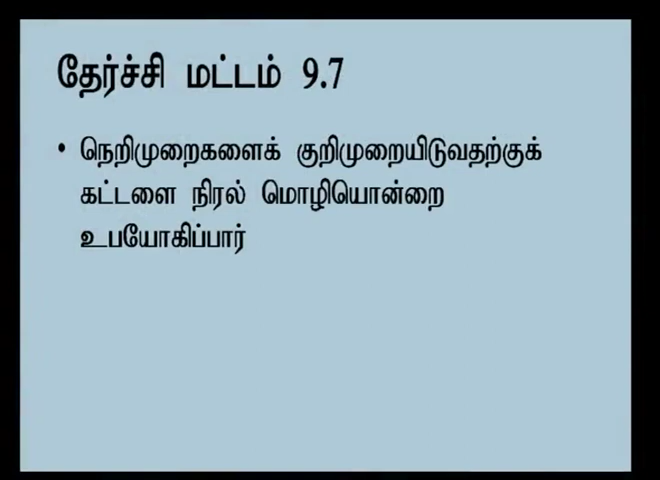 தேர்ச்சி மட்டம் 9.7
• நெறிமுறைகளைக் குறிமுறையிடுவதற்குக்
கட்டளை நிரல் மொழியொன்றை
உபயோகிப்பார்